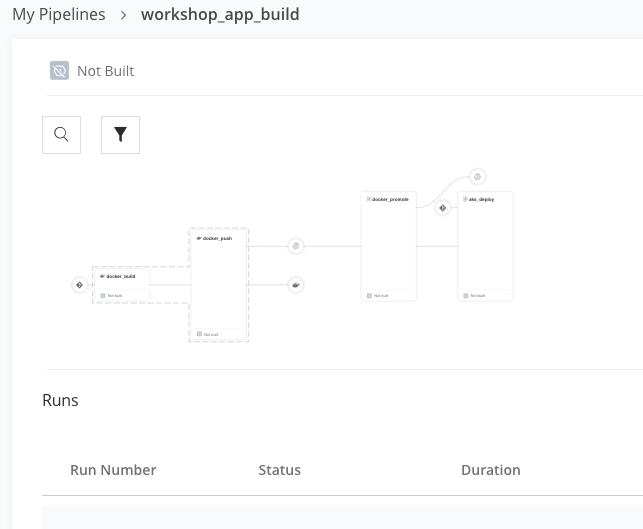 My Pipelines > workshop_app_build
Not Built
docker_promote
aks_deploy
docker_push
docker_build
Not built
Not built
Not built
Not built
Runs
Run Number Status Duration